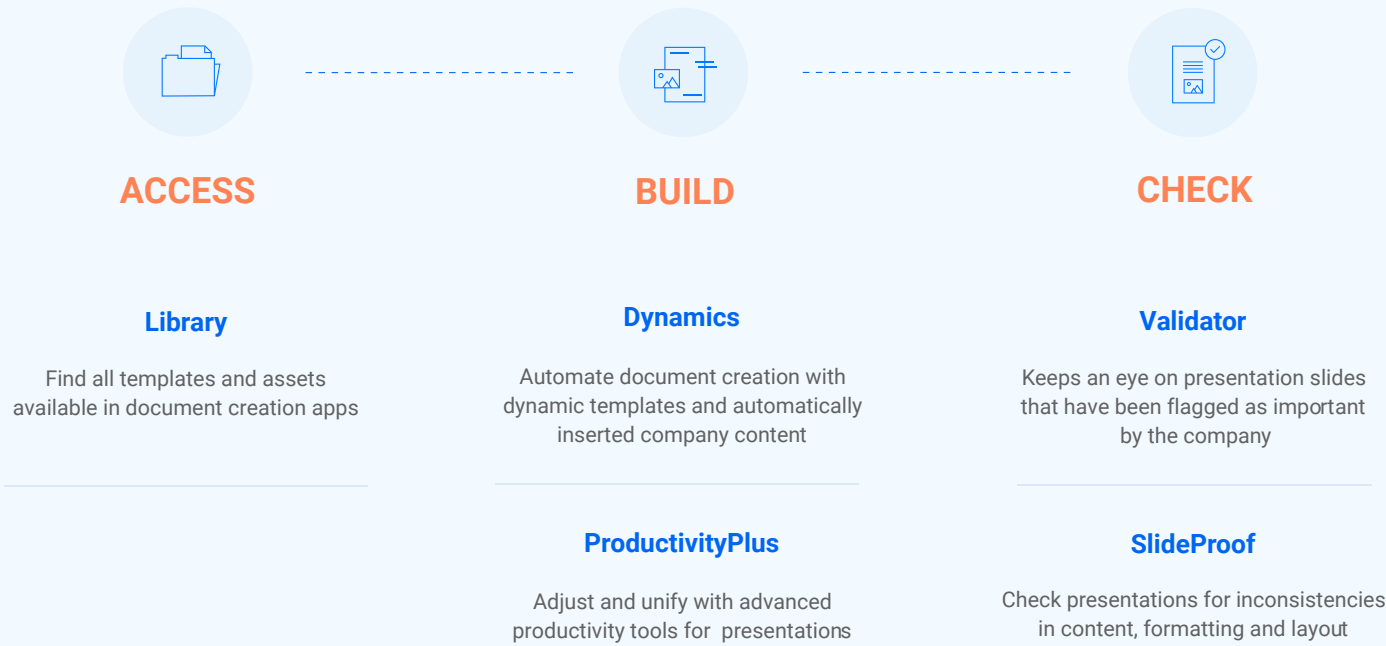 ACCESS
BUILD
CHECK
Library
Find all templates and assets
available in document creation apps
Dynamics
Automate document creation with
dynamic templates and automatically
inserted company content
Validator
Keeps an eye on presentation slides
that have been flagged as important
by the company
ProductivityPlus
Adjust and unify with advanced
productivity tools for presentations
SlideProof
Check presentations for inconsistencies
in content, formatting and layout